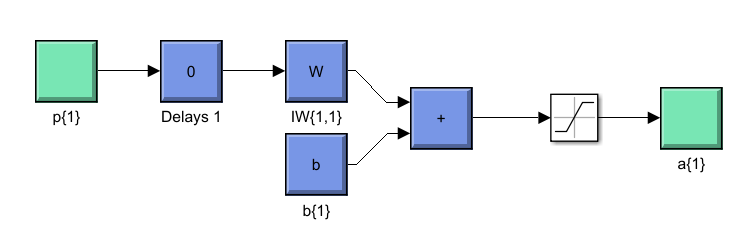 0
W
p{1}
Delays 1
IW{1,1}
+
b
a{1}
b{1}